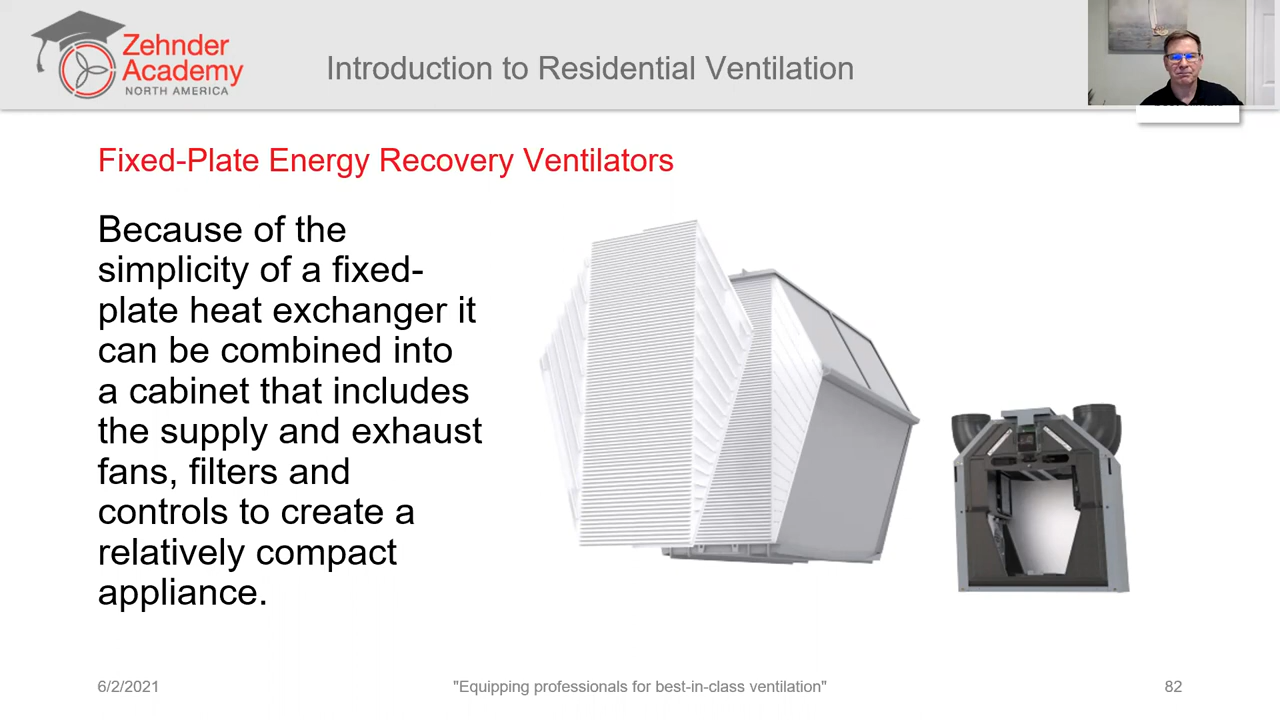 Zehnder
Academy
NORTH AMERICA
Introduction to Residential Ventilation
Fixed-Plate Energy Recovery Ventilators
Because of the
simplicity of a fixed-
plate heat exchanger it
can be combined into
a cabinet that includes
the supply and exhaust
fans, filters and
controls to create a
relatively compact
appliance.
6/2/2021
"Equipping professionals for best-in-class ventilation"
82